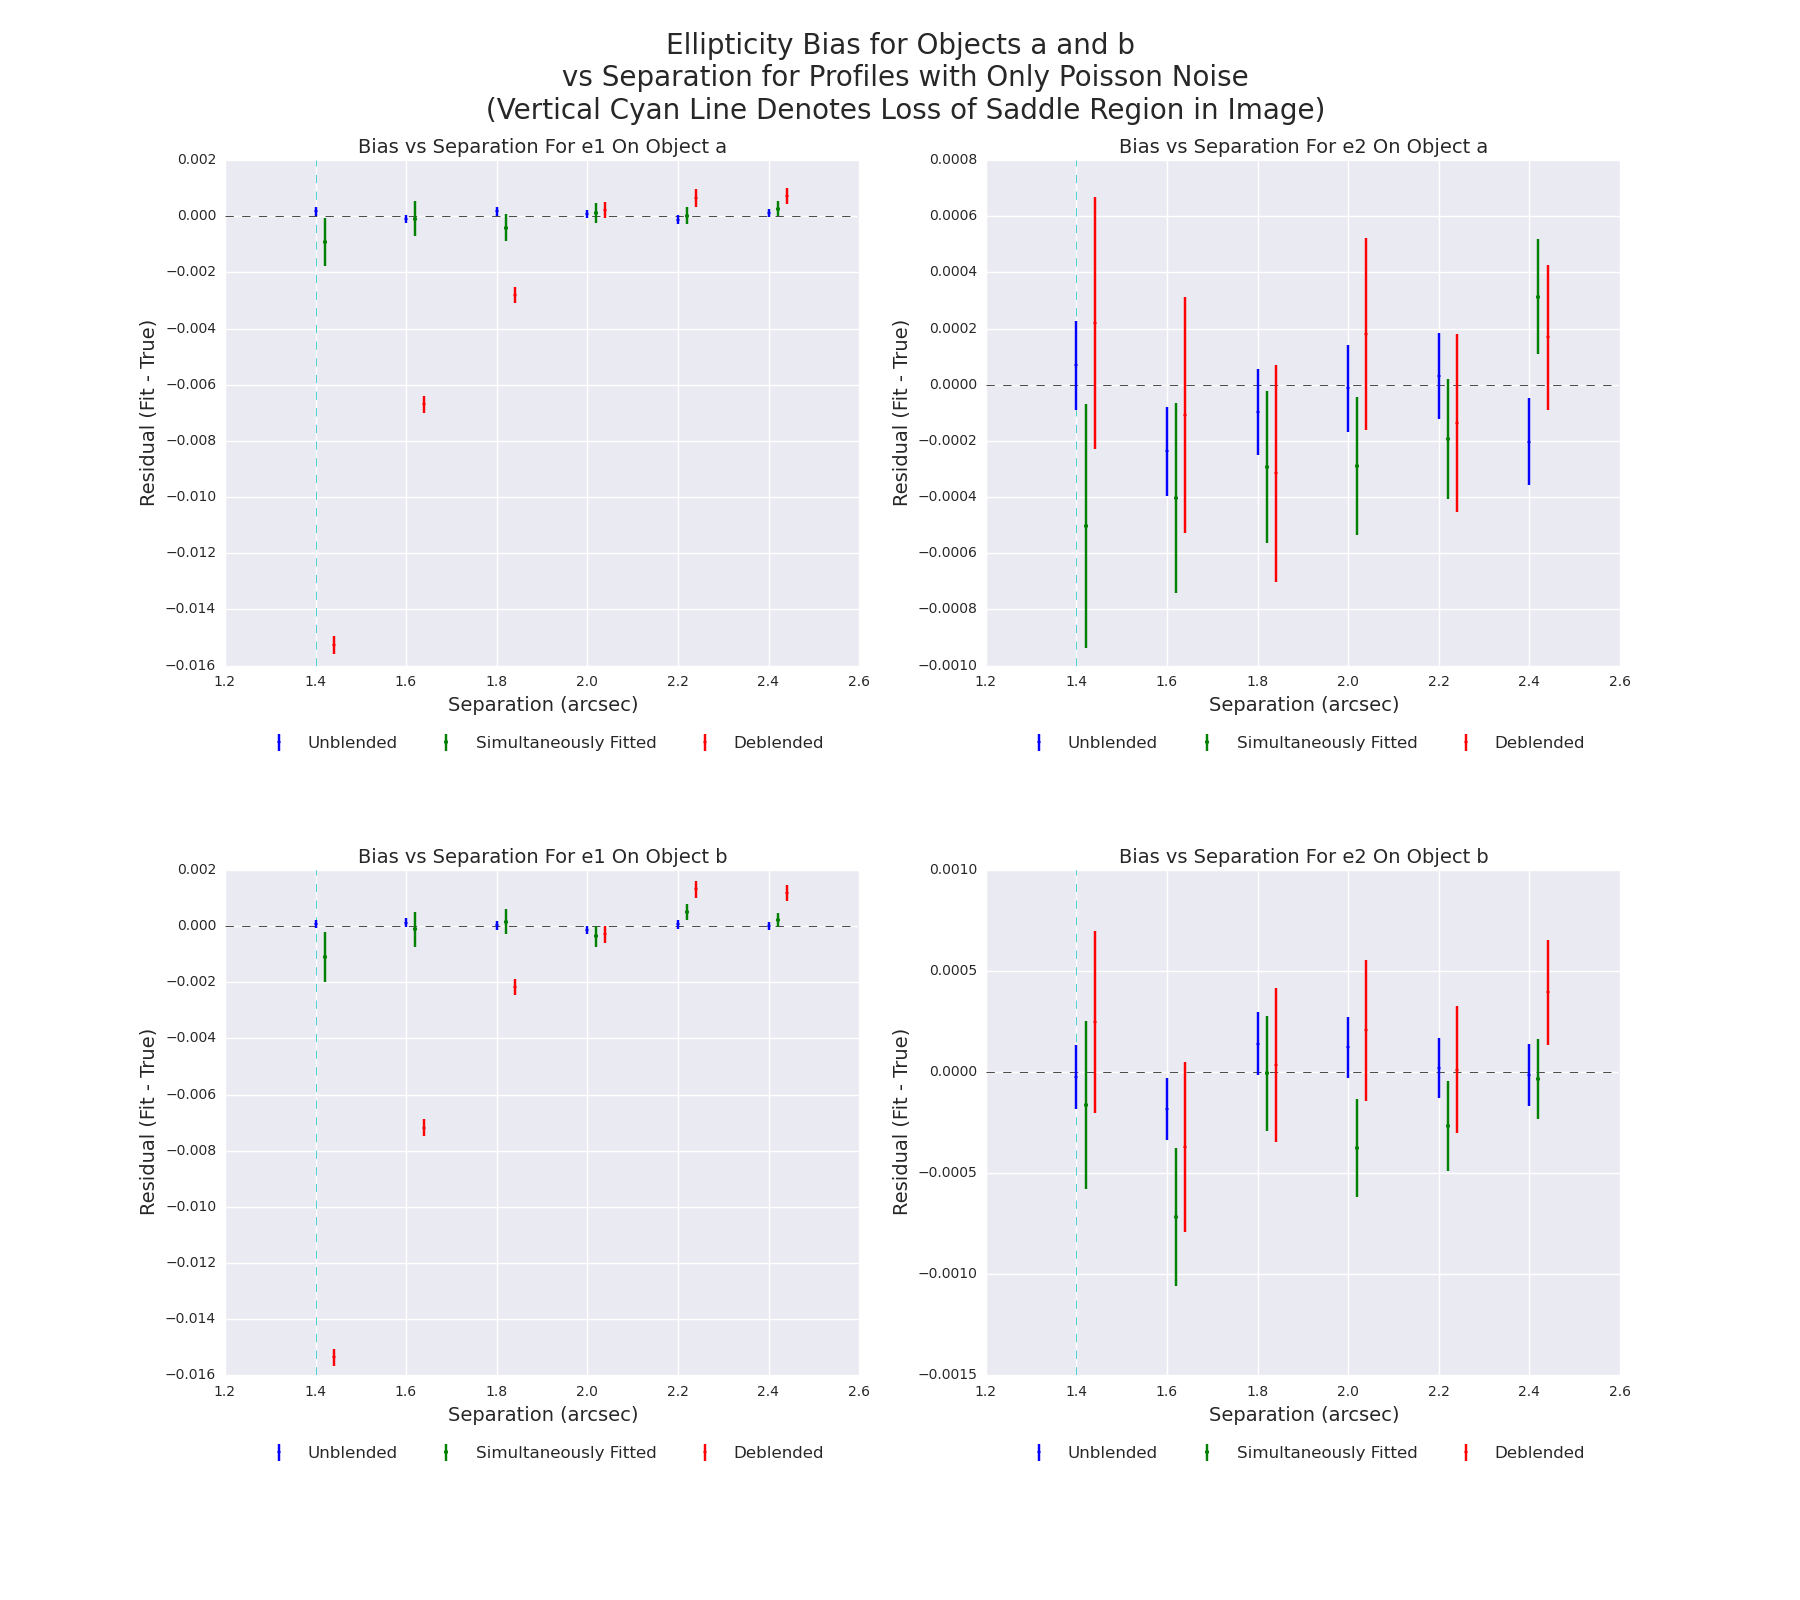 Ellipticity Bias for Objects a and b
vs Separation for Profiles with Only Poisson Noise
(Vertical Cyan Line Denotes Loss of Saddle Region in Image)
Bias vs Separation For e1 On Object a
0.002
0.000
−0.002
−0.004
−0.006
−0.008
−0.010
−0.012
−0.014
−0.016
Residual (Fit - True)
1.2 1.4 1.6 1.8 2.0 2.2 2.4 2.6
Separation (arcsec)
Unblended Simultaneously Fitted Deblended
Bias vs Separation For e2 On Object a
0.0008
0.0006
0.0004
0.0002
0.0000
−0.0002
−0.0004
−0.0006
−0.0008
−0.0010
Residual (Fit - True)
1.2 1.4 1.6 1.8 2.0 2.2 2.4 2.6
Separation (arcsec)
Unblended Simultaneously Fitted Deblended
Bias vs Separation For e1 On Object b
0.002
0.000
−0.002
−0.004
−0.006
−0.008
−0.010
−0.012
−0.014
−0.016
Residual (Fit - True)
1.2 1.4 1.6 1.8 2.0 2.2 2.4 2.6
Separation (arcsec)
Unblended Simultaneously Fitted Deblended
Bias vs Separation For e2 On Object b
0.0010
0.0005
0.0000
−0.0005
−0.0010
−0.0015
Residual (Fit - True)
1.2 1.4 1.6 1.8 2.0 2.2 2.4 2.6
Separation (arcsec)
Unblended Simultaneously Fitted Deblended